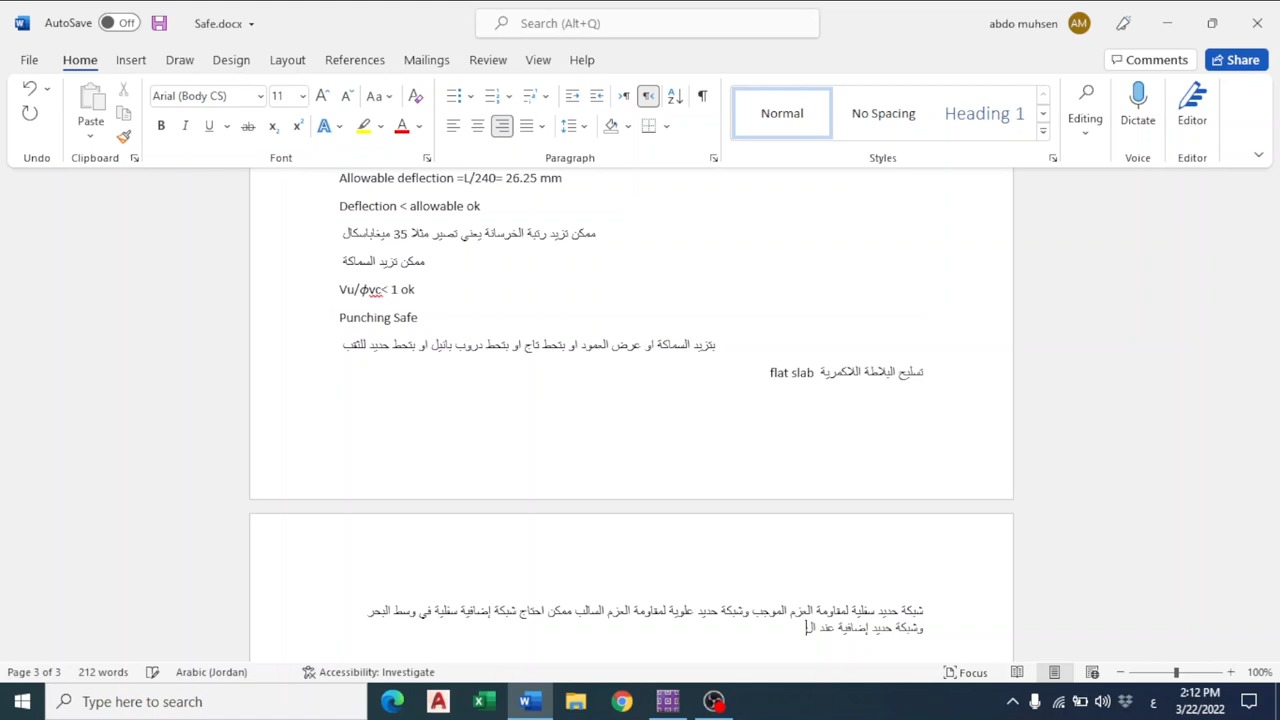 AutoSave
Off
Safe.docx
Search (Alt+Q)
abdo muhsen
AM
File
Home
Insert
Draw
Design
Layout
References
Mailings
Review
View
Help
Comments
Share
Paste
Arial (Body CS)
11
Normal
No Spacing
Heading 1
Editing
Dictate
Editor
Undo
Clipboard
Font
Paragraph
Styles
Voice
Editor
Allowable deflection =L/240= 26.25 mm
Deflection < allowable ok
ممكن تزيد رتبة الخرسانة يعني تصير مثلا 35 ميغاباسكال
ممكن تزيد السماكة
Vu/𝜙vc< 1 ok
Punching Safe
بتزيد السماكة او عرض العمود او بتحط تاج او بتحط دروب بانيل او بتحط حديد للثقب
تسليح البلاطة اللاكمرية flat slab
شبكة حديد سفلية لمقاومة العزم الموجب وشبكة حديد علوية لمقاومة العزم السالب ممكن احتاج شبكة إضافية سفلية في وسط البحر
وشبكة حديد إضافية عند ال
Page 3 of 3
212 words
Arabic (Jordan)
Accessibility: Investigate
Focus
100%
Type here to search
ع
2:12 PM
3/22/2022